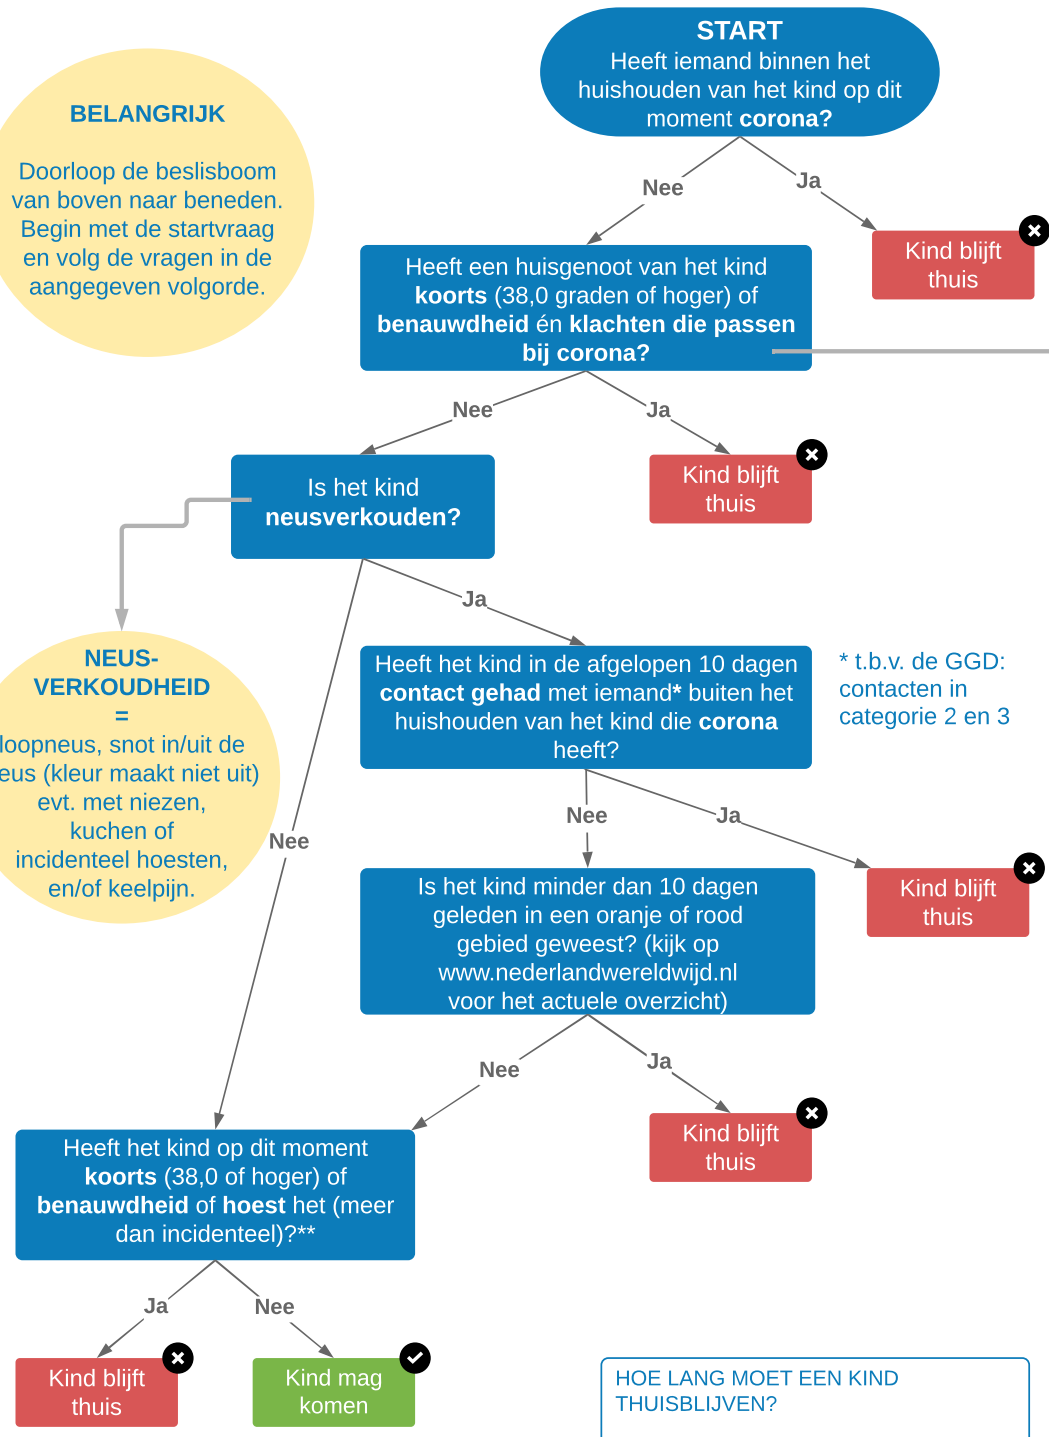 START
Heeft iemand binnen het
huishouden van het kind op dit
moment corona?
BELANGRIJK
Doorloop de beslisboom
van boven naar beneden.
Begin met de startvraag
en volg de vragen in de
aangegeven volgorde.
Nee
Ja
Kind blijft
thuis
Heeft een huisgenoot van het kind
koorts (38,0 graden of hoger) of
benauwdheid én klachten die passen
bij corona?
Nee
Ja
Kind blijft
thuis
Is het kind
neusverkouden?
Ja
NEUS-
VERKOUDHEID
=
loopneus, snot in/uit de
(kleur maakt niet uit)
evt. met niezen,
kuchen of
incidenteel hoesten,
en/of keelpijn.
Heeft het kind in de afgelopen 10 dagen
contact gehad met iemand* buiten het
huishouden van het kind die corona
heeft?
* t.b.v. de GGD:
contacten in
categorie 2 en 3
Nee
Nee
Ja
Kind blijft
thuis
Is het kind minder dan 10 dagen
geleden in een oranje of rood
gebied geweest? (kijk op
www.nederlandwereldwijd.nl
voor het actuele overzicht)
Nee
Ja
Kind blijft
thuis
Heeft het kind op dit moment
koorts (38,0 of hoger) of
benauwdheid of hoest het (meer
dan incidenteel)?**
Ja
Nee
Kind blijft
thuis
Kind mag
komen
HOE LANG MOET EEN KIND
THUISBLIJVEN?